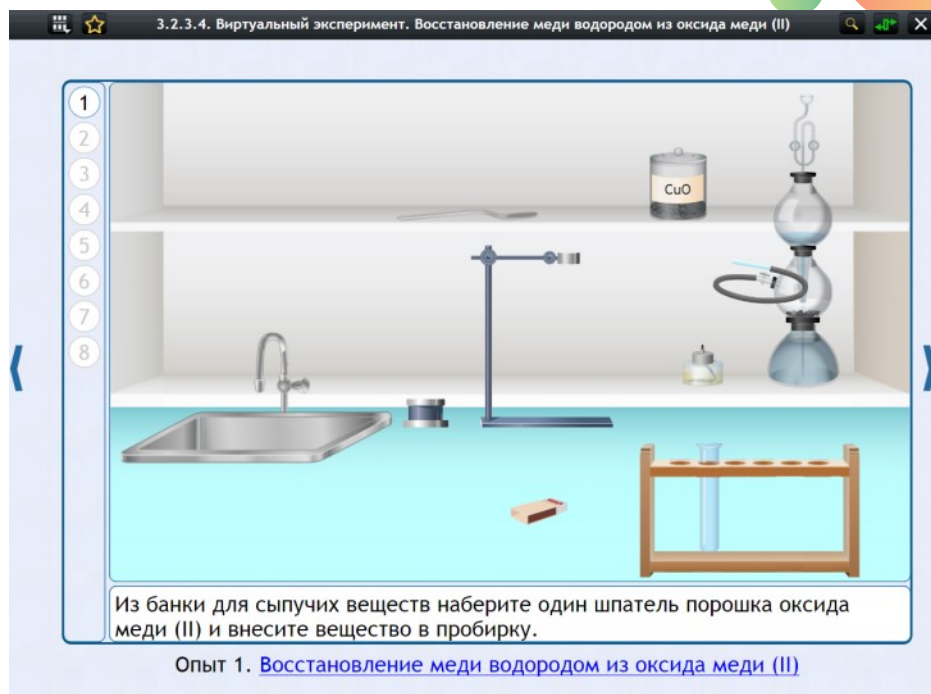 3.2.3.4. Виртуальный эксперимент. Восстановление меди водородом из оксида меди (II)
1
2
3
4
5
6
7
8
CuO
Из банки для сыпучих веществ наберите один шпатель порошка оксида
меди (II) и внесите вещество в пробирку.
Опыт 1. Восстановление меди водородом из оксида меди (II)